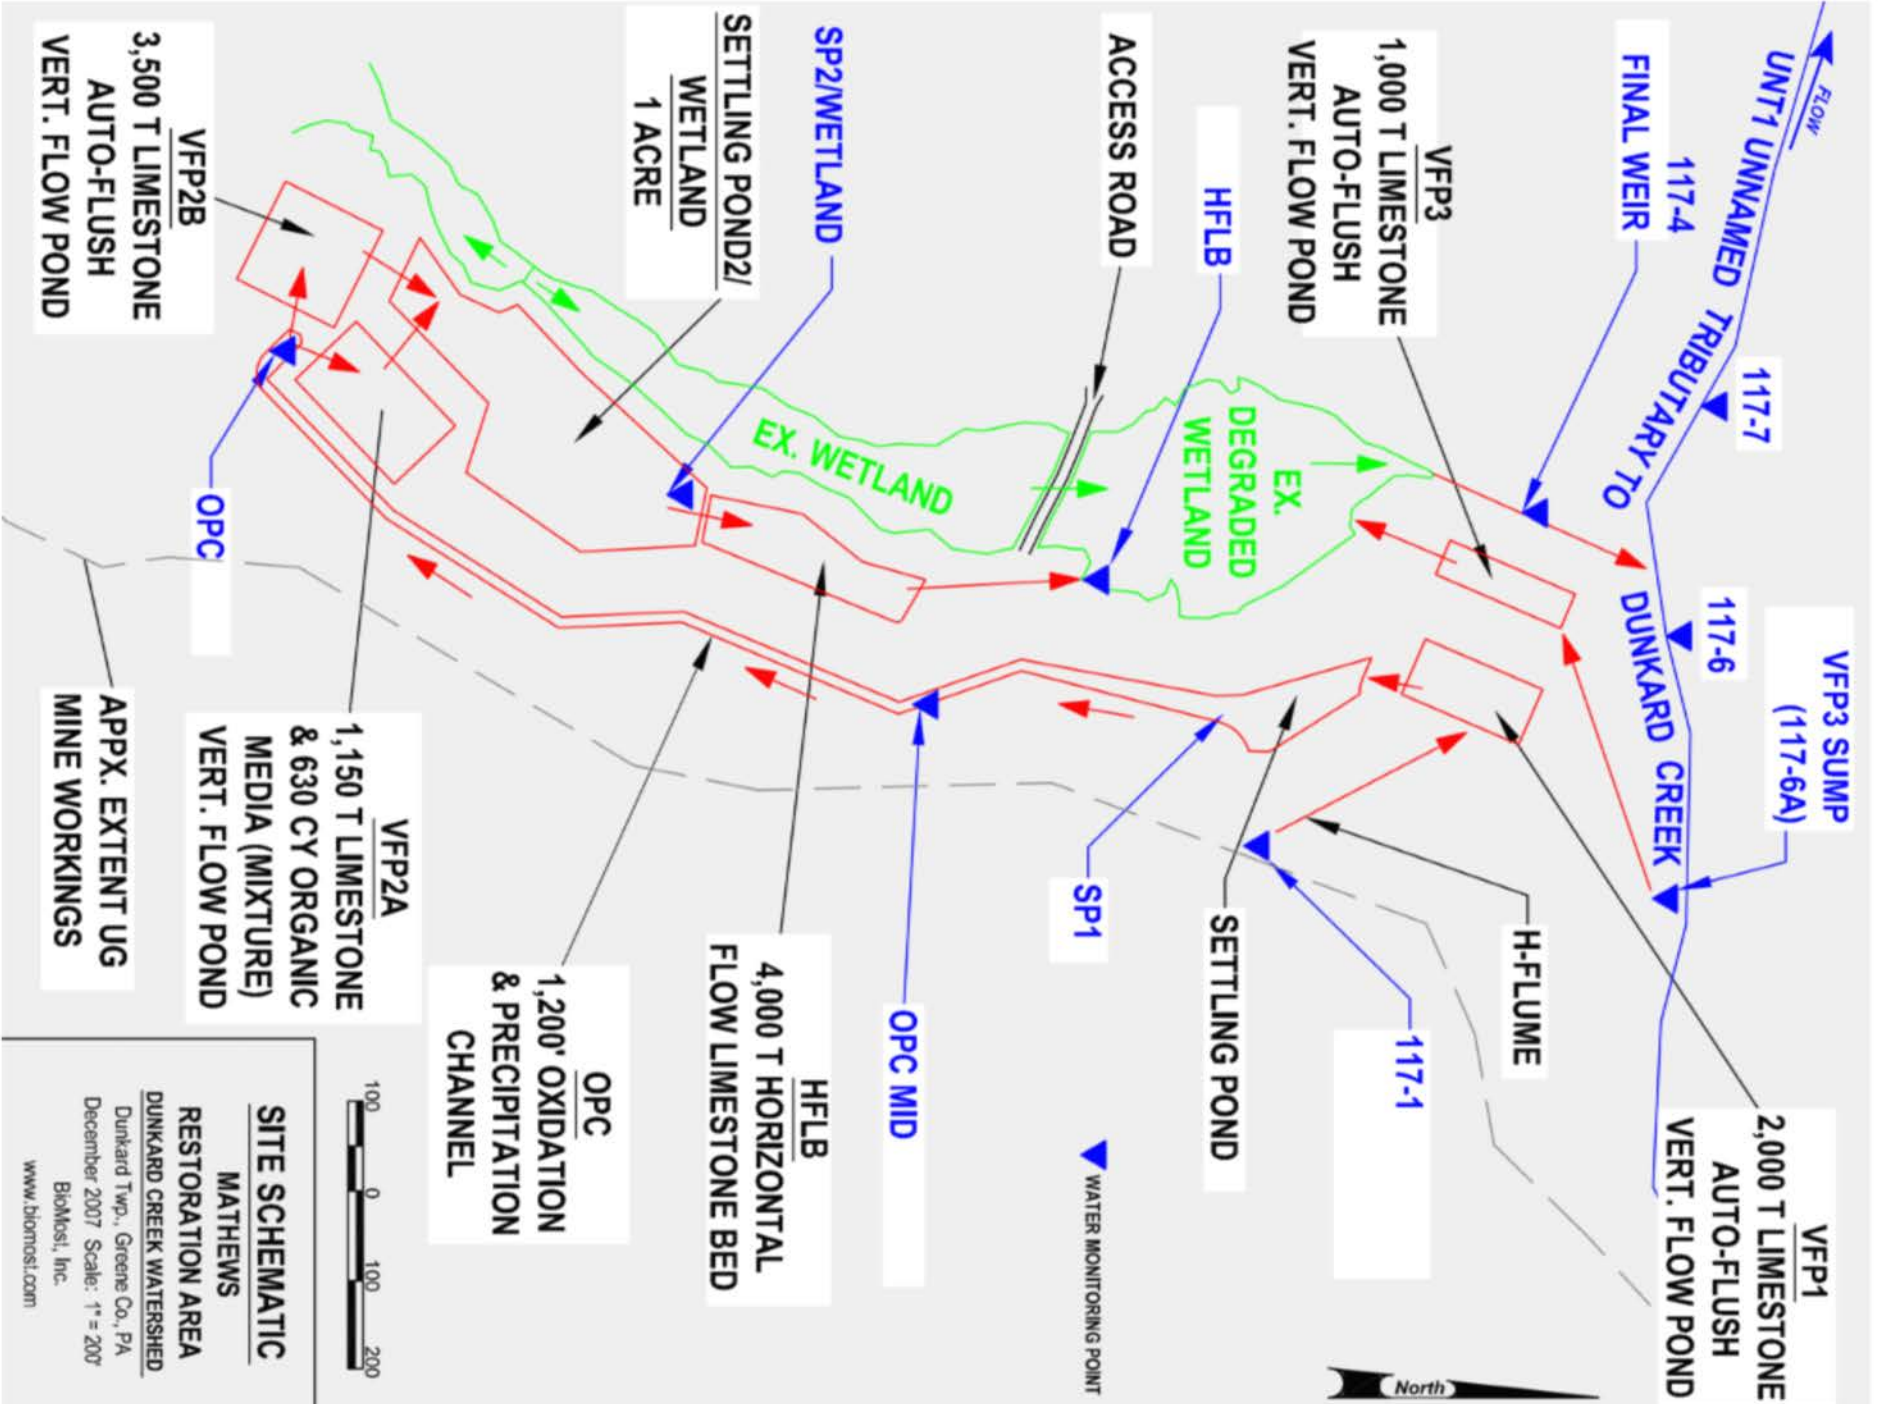 UNT1 UNNAMED TRIBUTARY TO
DUNKARD CREEK
FLOW
117-7
117-6
VFP3 SUMP
(117-6A)
VFP1
2,000 T LIMESTONE
AUTO-FLUSH
VERT. FLOW POND
117-4
FINAL WEIR
H-FLUME
117-1
VFP3
1,000 T LIMESTONE
AUTO-FLUSH
VERT. FLOW POND
EX.
DEGRADED
WETLAND
SETTLING POND
North
HFLB
ACCESS ROAD
SP1
WATER MONITORING POINT
EX. WETLAND
OPC MID
SP2/WETLAND
HFLB
4,000 T HORIZONTAL
FLOW LIMESTONE BED
SETTLING POND2/
WETLAND
1 ACRE
OPC
1,200' OXIDATION
& PRECIPITATION
CHANNEL
VFP2A
1,150 T LIMESTONE
& 630 CY ORGANIC
MEDIA (MIXTURE)
VERT. FLOW POND
100 0 100 200
VFP2B
3,500 T LIMESTONE
AUTO-FLUSH
VERT. FLOW POND
OPC
APPX. EXTENT UG
MINE WORKINGS
SITE SCHEMATIC
MATHEWS
RESTORATION AREA
DUNKARD CREEK WATERSHED
Dunkard Twp., Greene Co., PA
December 2007 Scale: 1" = 200'
BioMost, Inc.
www.biomost.com